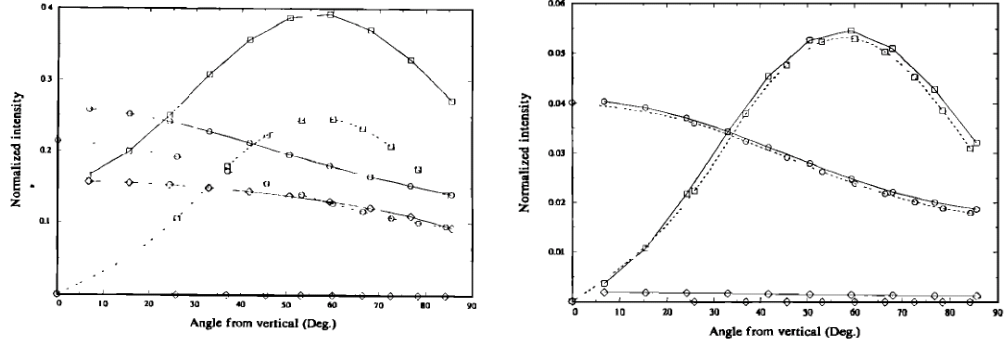 0.4
0.3
0.2
0.1
0
0 10 20 30 40 50 60 70 80 90
Normalized intensity
Angle from vertical (Deg.)
0.06
0.05
0.04
0.03
0.02
0.01
0
0 10 20 30 40 50 60 70 80 90
Normalized intensity
Angle from vertical (Deg.)